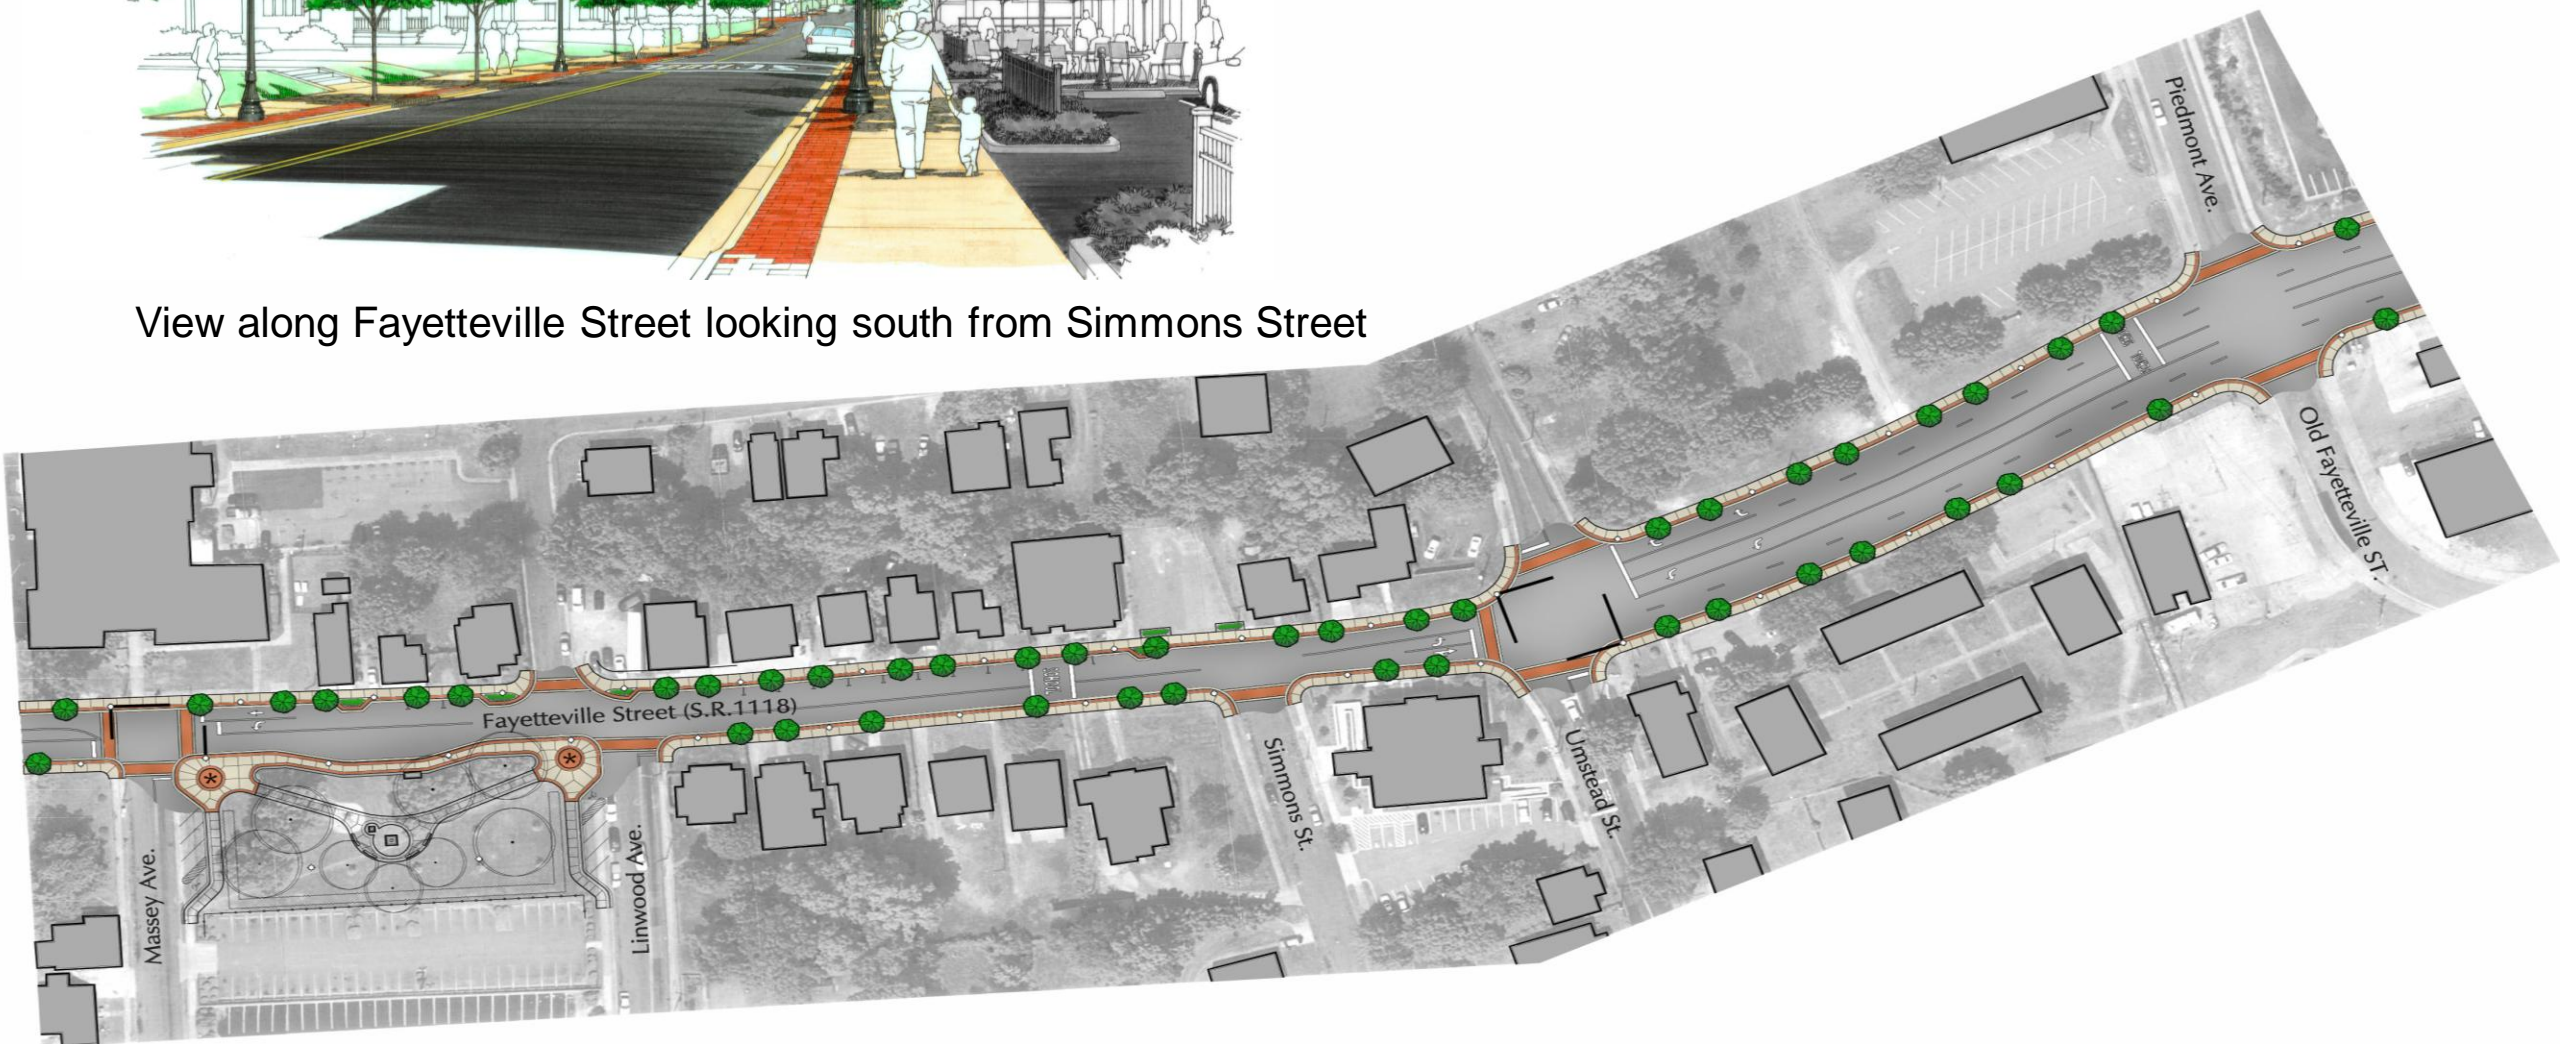 View along Fayetteville Street looking south from Simmons Street
Piedmont Ave.
Old Fayetteville ST.
Fayetteville Street (S.R.1118)
Simmons St.
Umstead St.
Massey Ave.
Linwood Ave.